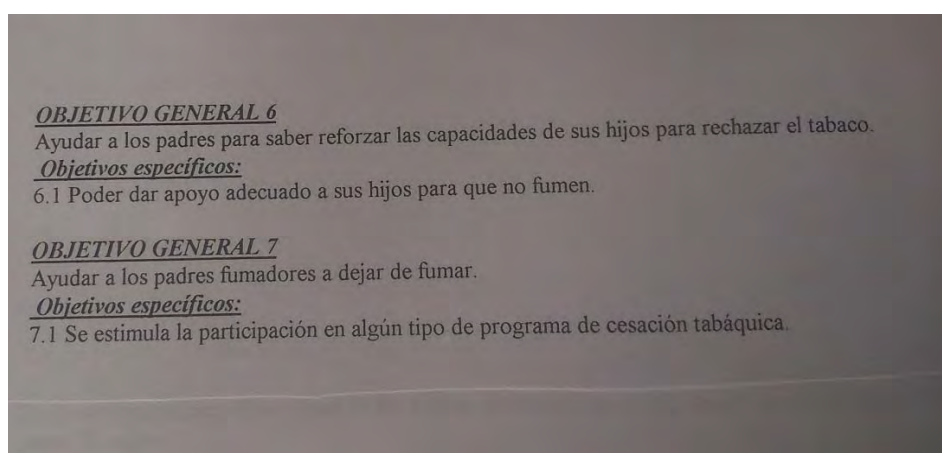 OBJETIVO GENERAL 6
Ayudar a los padres para saber reforzar las capacidades de sus hijos para rechazar el tabaco.
Objetivos específicos:
6.1 Poder dar apoyo adecuado a sus hijos para que no fumen.
OBJETIVO GENERAL 7
Ayudar a los padres fumadores a dejar de fumar.
Objetivos específicos:
7.1 Se estimula la participación en algún tipo de programa de cesación tabáquica.